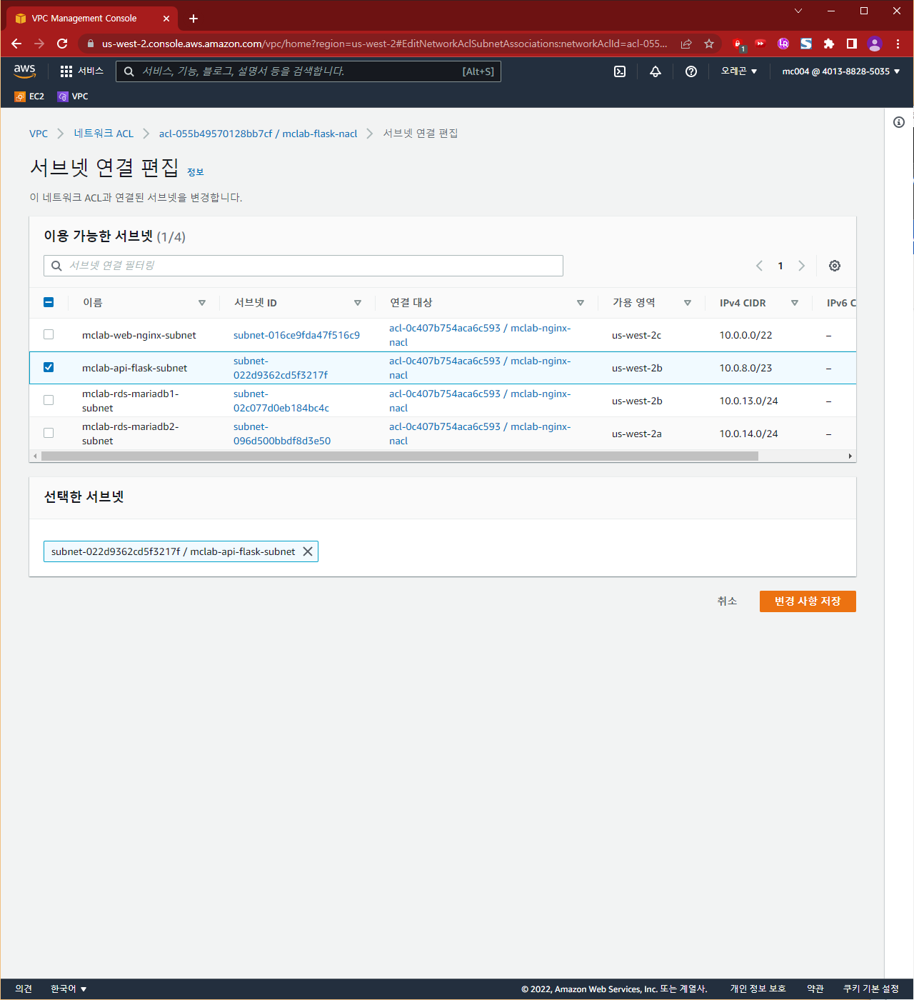 VPC Management Console
us-west-2.console.aws.amazon.com/vpc/home?region=us-west-2#EditNetworkAclSubnetAssociations:networkAclId=acl-055...
1
aws
서비스
서비스, 기능, 블로그, 설명서 등을 검색합니다.
[Alt+S]
오레곤
mc004 @ 4013-8828-5035
EC2
VPC
VPC
네트워크 ACL
acl-055b49570128bb7cf / mclab-flask-nacl
서브넷 연결 편집
서브넷 연결 편집 정보
이 네트워크 ACL과 연결된 서브넷을 변경합니다.
이용 가능한 서브넷 (1/4)
서브넷 연결 필터링
1
이름 서브넷 ID 연결 대상 가용 영역 IPv4 CIDR IPv6 C
mclab-web-nginx-subnet subnet-016ce9fda47f516c9 acl-0c407b754aca6c593 / mclab-nginx-
nacl us-west-2c 10.0.0.0/22 –
mclab-api-flask-subnet subnet-
022d9362cd5f3217f acl-0c407b754aca6c593 / mclab-nginx-
nacl us-west-2b 10.0.8.0/23 –
mclab-rds-mariadb1-
subnet subnet-
02c077d0eb184bc4c acl-0c407b754aca6c593 / mclab-nginx-
nacl us-west-2b 10.0.13.0/24 –
mclab-rds-mariadb2-
subnet subnet-
096d500bbdf8d3e50 acl-0c407b754aca6c593 / mclab-nginx-
nacl us-west-2a 10.0.14.0/24 –
선택한 서브넷
subnet-022d9362cd5f3217f / mclab-api-flask-subnet
취소
변경 사항 저장
의견
한국어
© 2022, Amazon Web Services, Inc. 또는 계열사.
개인 정보 보호
약관
쿠키 기본 설정